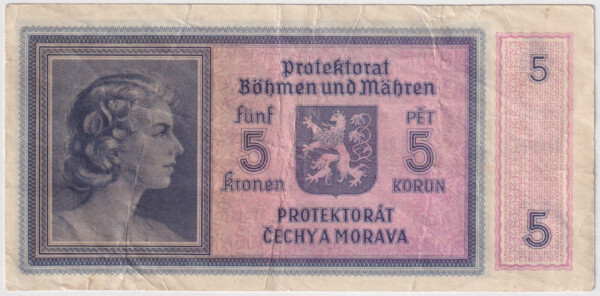 Protektorat
Böhmen und Mähren
fünf
5
kronen
PĚT
5
KORUN
PROTEKTORÁT
ČECHY A MORAVA
5
5